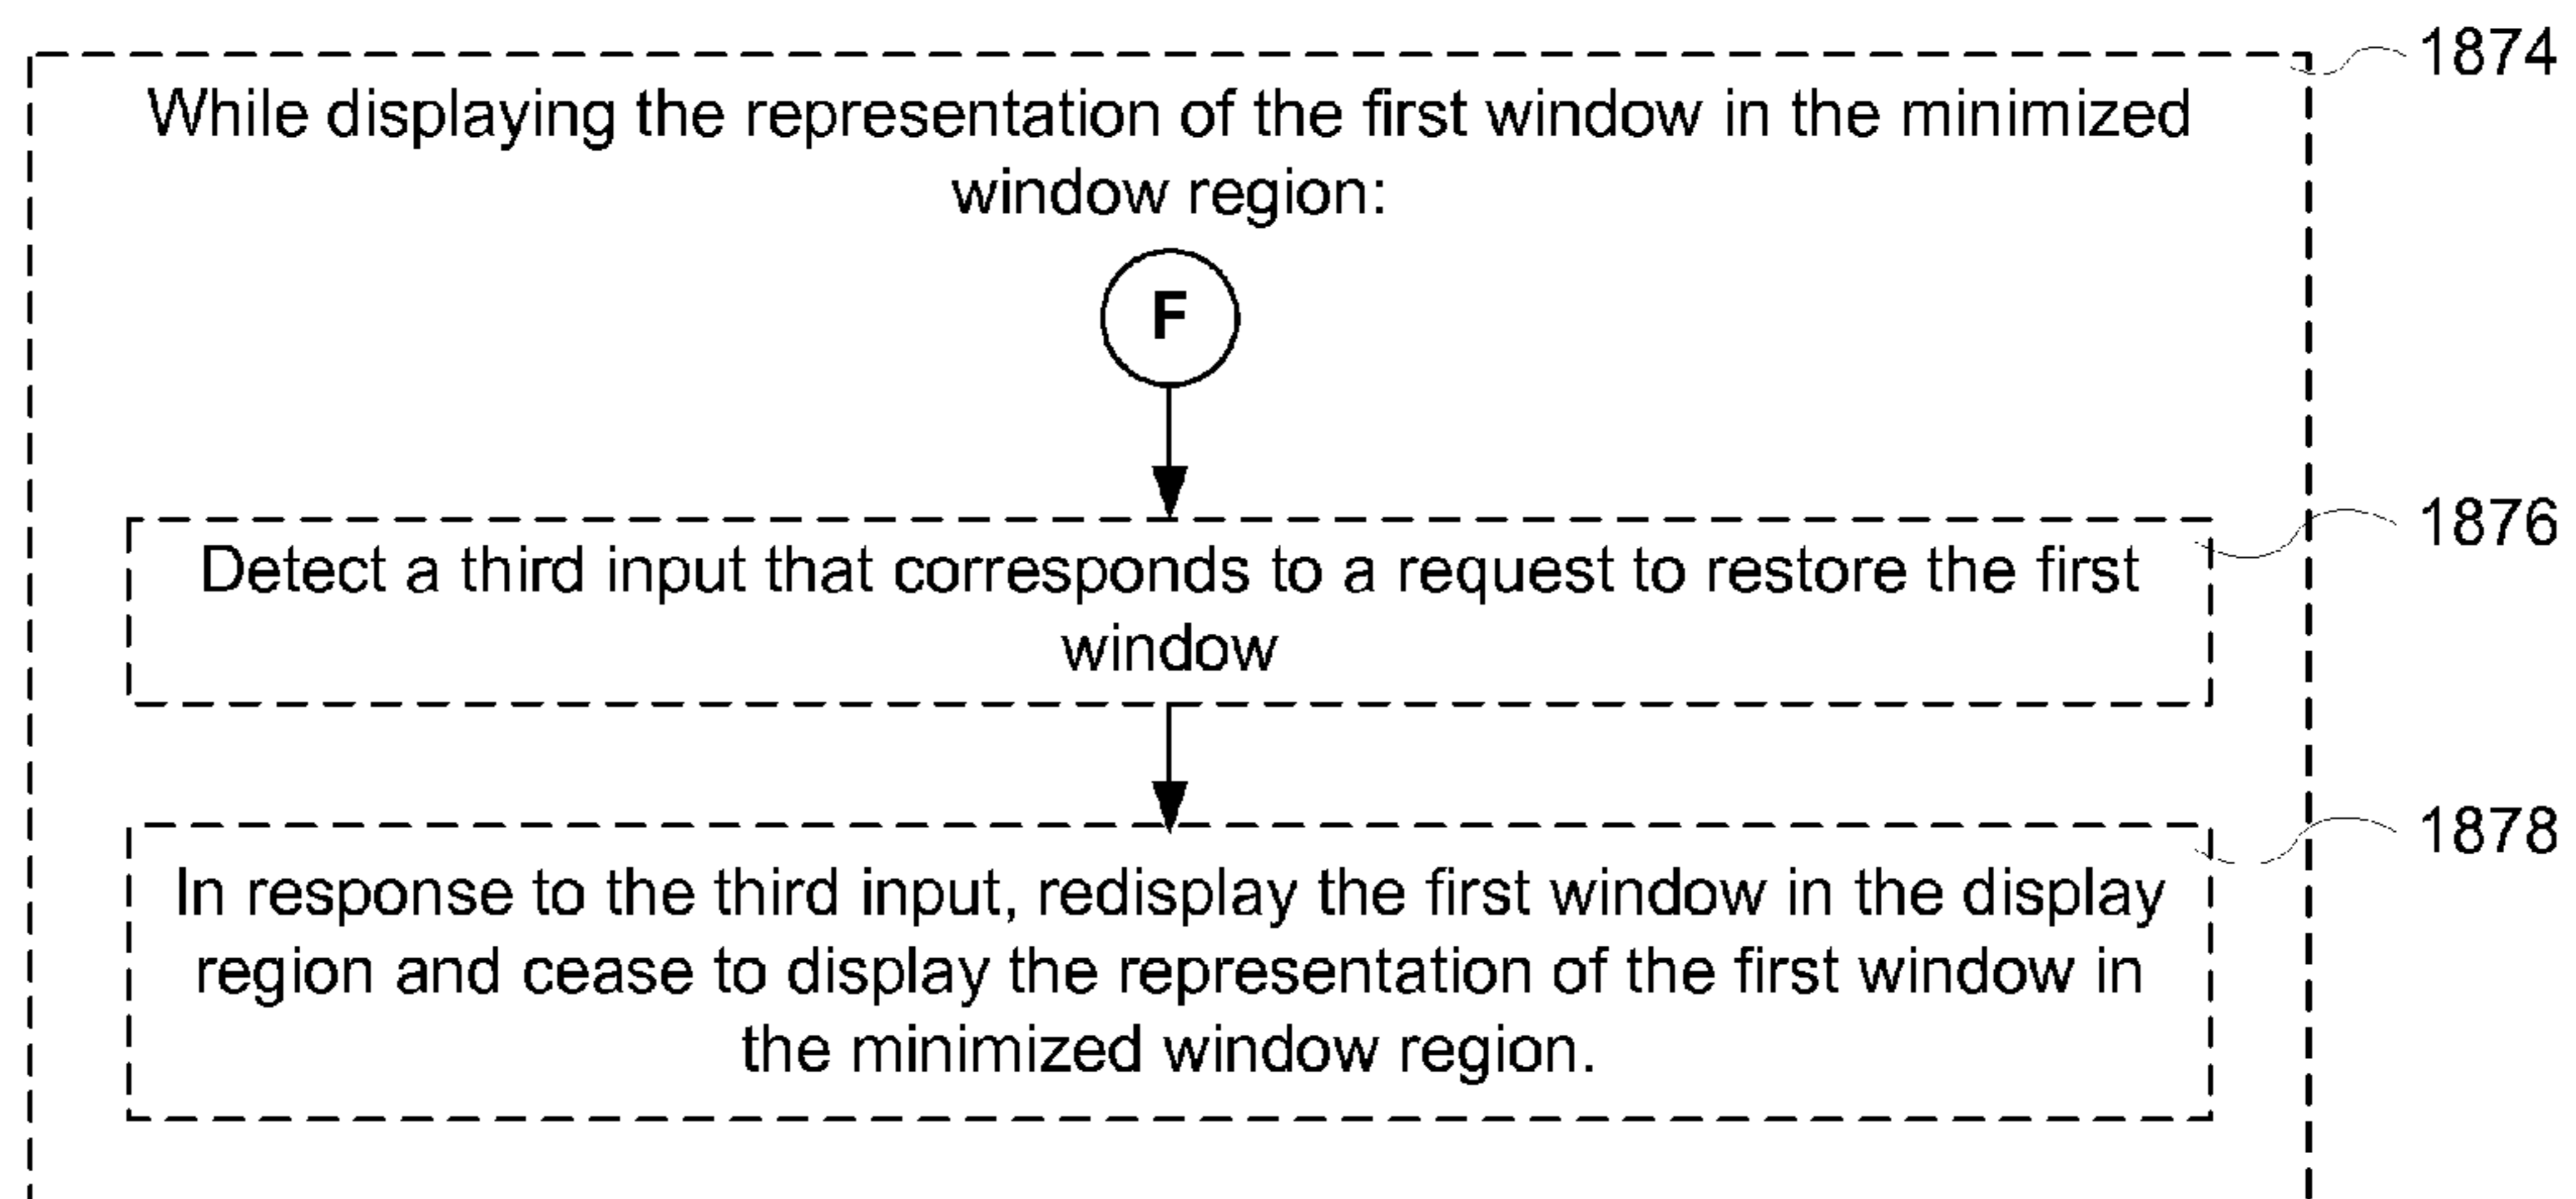 1874
While displaying the representation of the first window in the minimized
window region:
F
1876
Detect a third input that corresponds to a request to restore the first
window
1878
In response to the third input, redisplay the first window in the display
region and cease to display the representation of the first window in
the minimized window region.